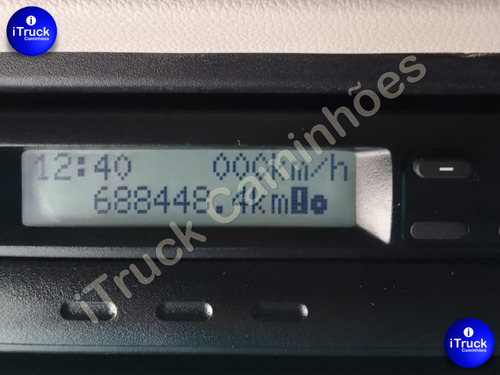 iTruck
Caminhões
12:40 000km/h
688448.4km
iTruck Caminhões
iTruck
Caminhões